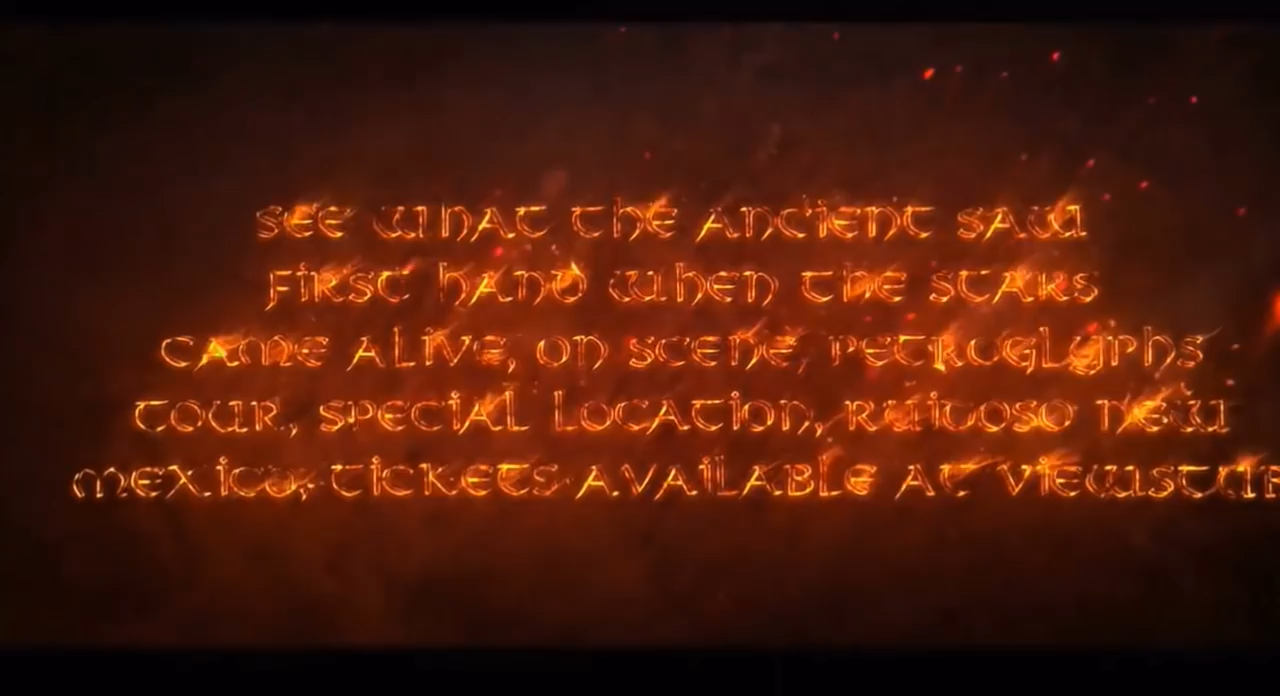 SEE WHAT THE ANCIENT SAW
FIRST HAND WHEN THE STARS
CAME ALIVE, ON SCENE PETROGLYPHS
TOUR, SPECIAL LOCATION, RUIDOSO NEW
MEXICO, TICKETS AVAILABLE AT